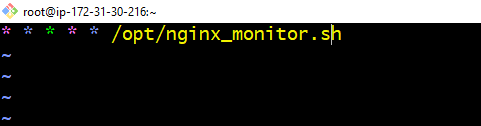 root@ip-172-31-30-216:~
* * * * * /opt/nginx_monitor.sh
~
~
~
~